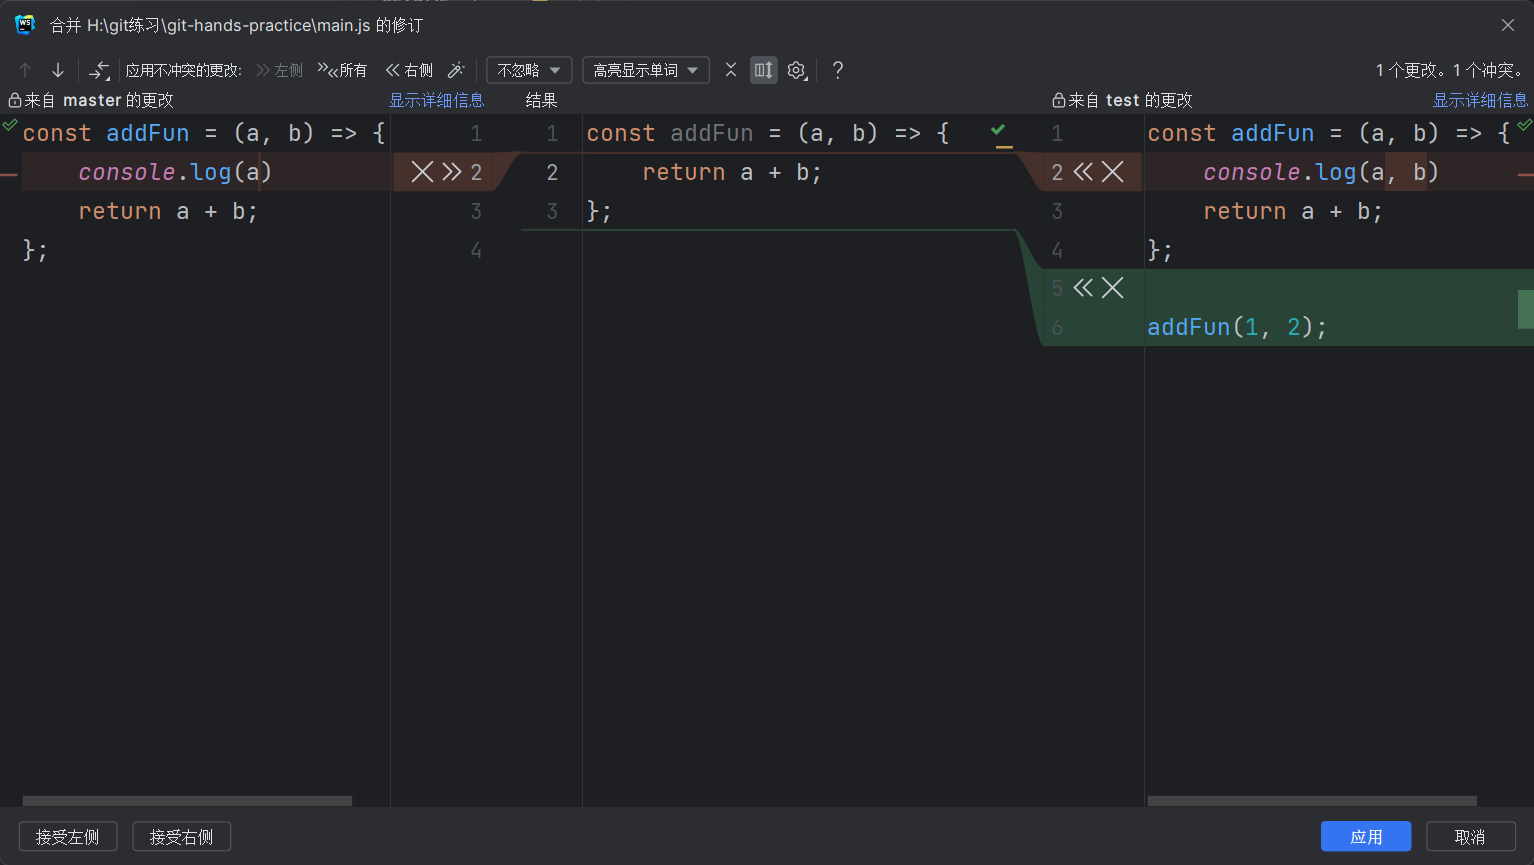 合并 H:\git练习\git-hands-practice\main.js 的修订
应用不冲突的更改: 左侧 所有 右侧 不忽略 高亮显示单词 ? 1 个更改。1 个冲突。
来自 master 的更改 显示详细信息 结果 来自 test 的更改 显示详细信息
const addFun = (a, b) => { 1
console.log(a) 2
return a + b; 3
}; 4
1 const addFun = (a, b) => {
2 return a + b;
3 };
1 const addFun = (a, b) => {
2 console.log(a, b)
3 return a + b;
4 };
5
6 addFun(1, 2);
接受左侧 接受右侧 应用 取消